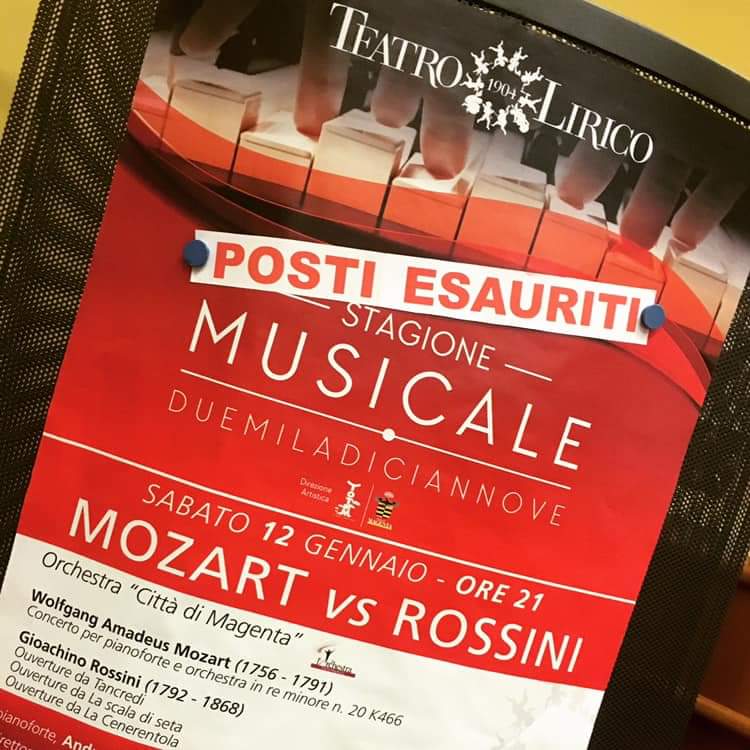 TEATRO 1904 LIRICO
POSTI ESAURITI
STAGIONE
MUSICALE
DUEMILADICIANNOVE
Direzione
Artistica
MAGENTA
SABATO 12 GENNAIO - ORE 21
MOZART vs ROSSINI
Orchestra "Città di Magenta"
Wolfgang Amadeus Mozart (1756 - 1791)
Concerto per pianoforte e orchestra in re minore n. 20 K466
Gioachino Rossini (1792 - 1868)
Ouverture da Tancredi
Ouverture da La scala di seta
Ouverture da La Cenerentola
pianoforte,